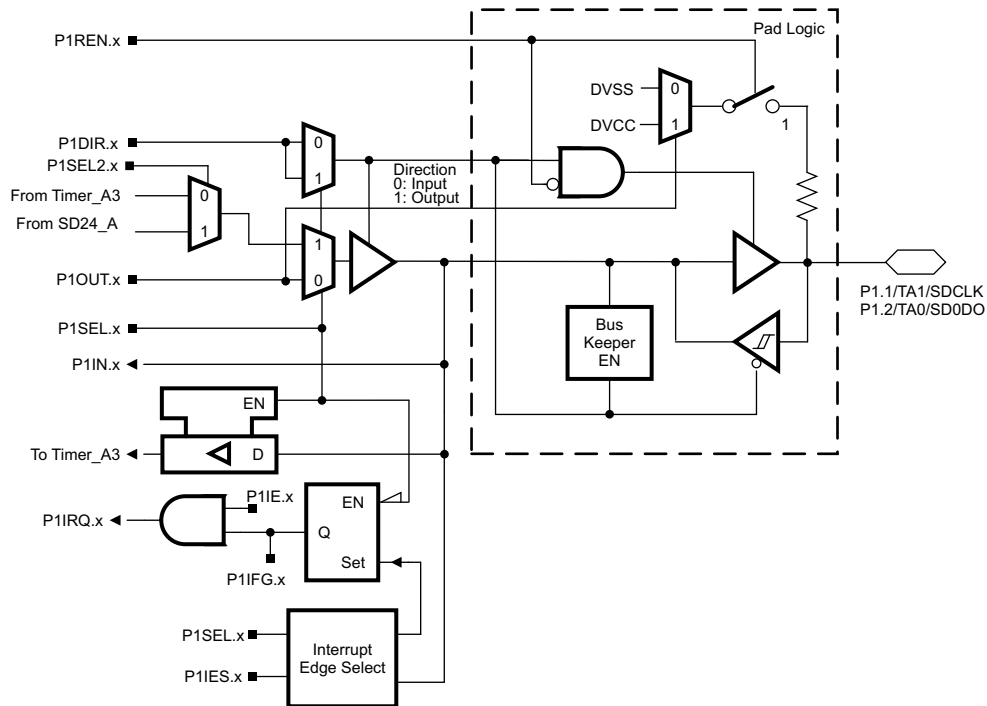 P1REN.x
Pad Logic
DVSS
0
DVCC
1
1
P1DIR.x
0
P1SEL2.x
1
Direction
0: Input
1: Output
From Timer_A3
0
From SD24_A
1
1
P1OUT.x
0
P1.1/TA1/SDCLK
P1.2/TA0/SD0DO
P1SEL.x
Bus
Keeper
EN
P1IN.x
EN
To Timer_A3
D
P1IE.x
EN
P1IRQ.x
Q
Set
P1IFG.x
P1SEL.x
Interrupt
Edge Select
P1IES.x